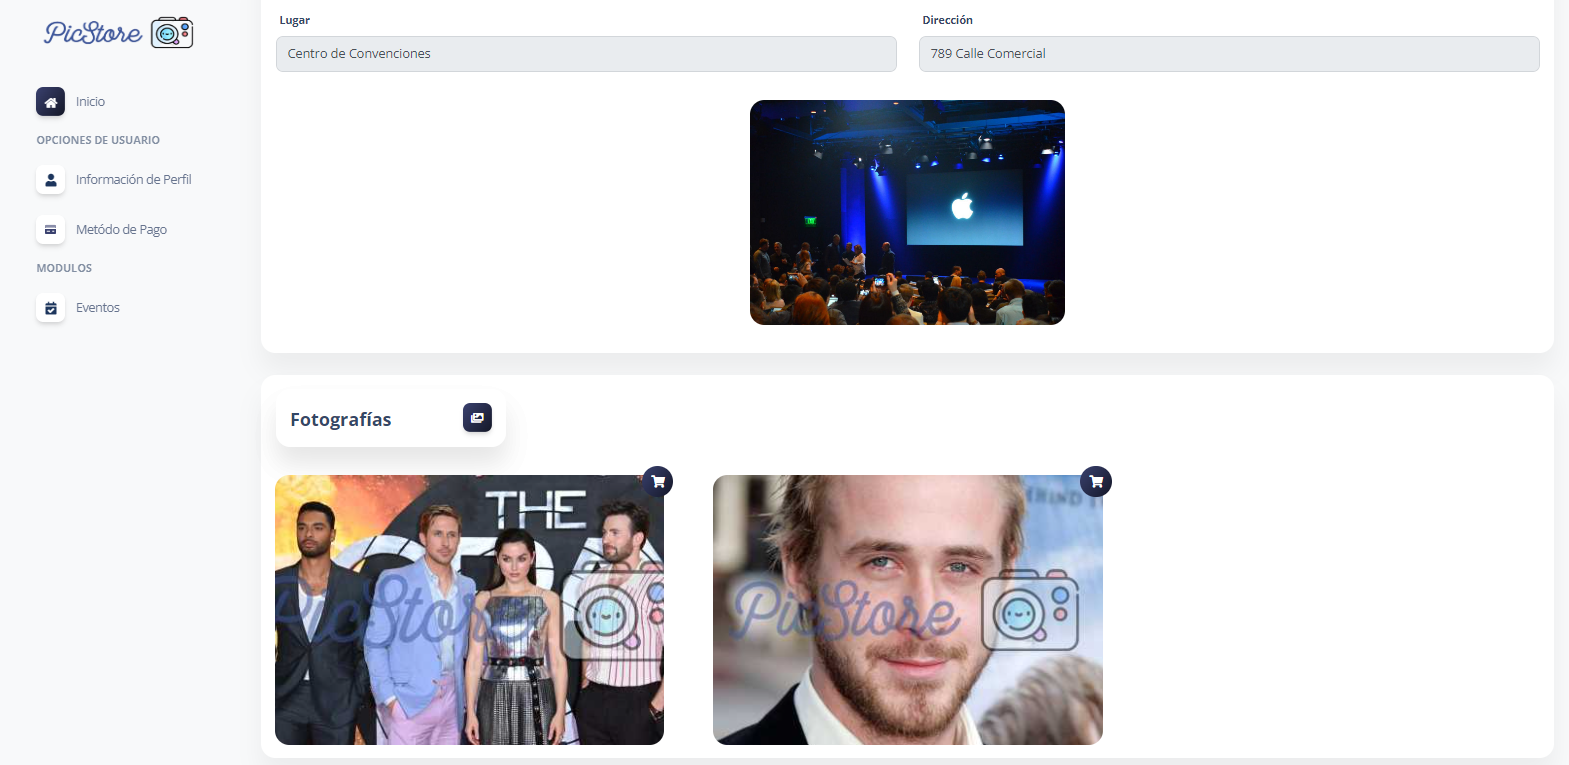 PicStore
Inicio
OPCIONES DE USUARIO
Información de Perfil
Metódo de Pago
MODULOS
Eventos
Lugar
Dirección
Centro de Convenciones
789 Calle Comercial
Fotografías
THE
PicStore
PicStore